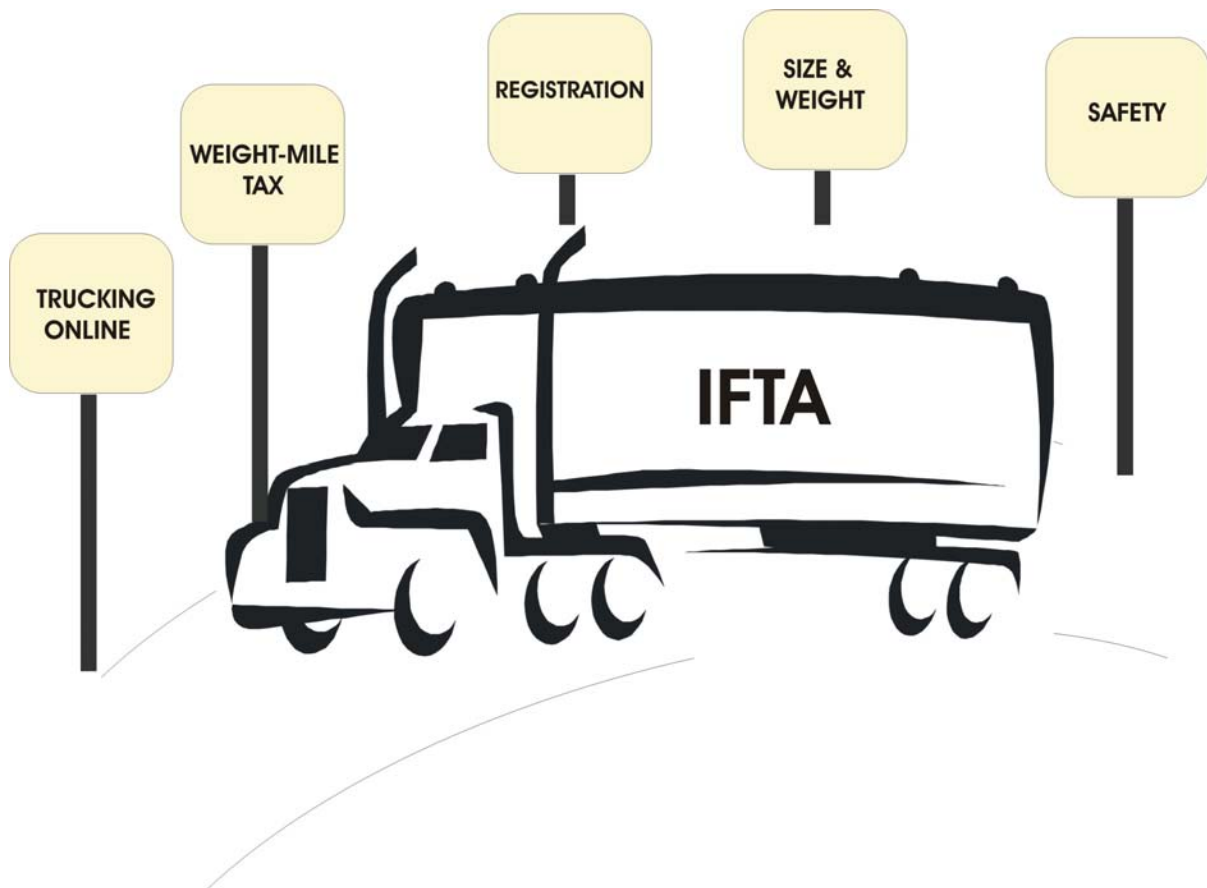 TRUCKING
ONLINE
WEIGHT-MILE
TAX
REGISTRATION
SIZE &
WEIGHT
SAFETY
IFTA